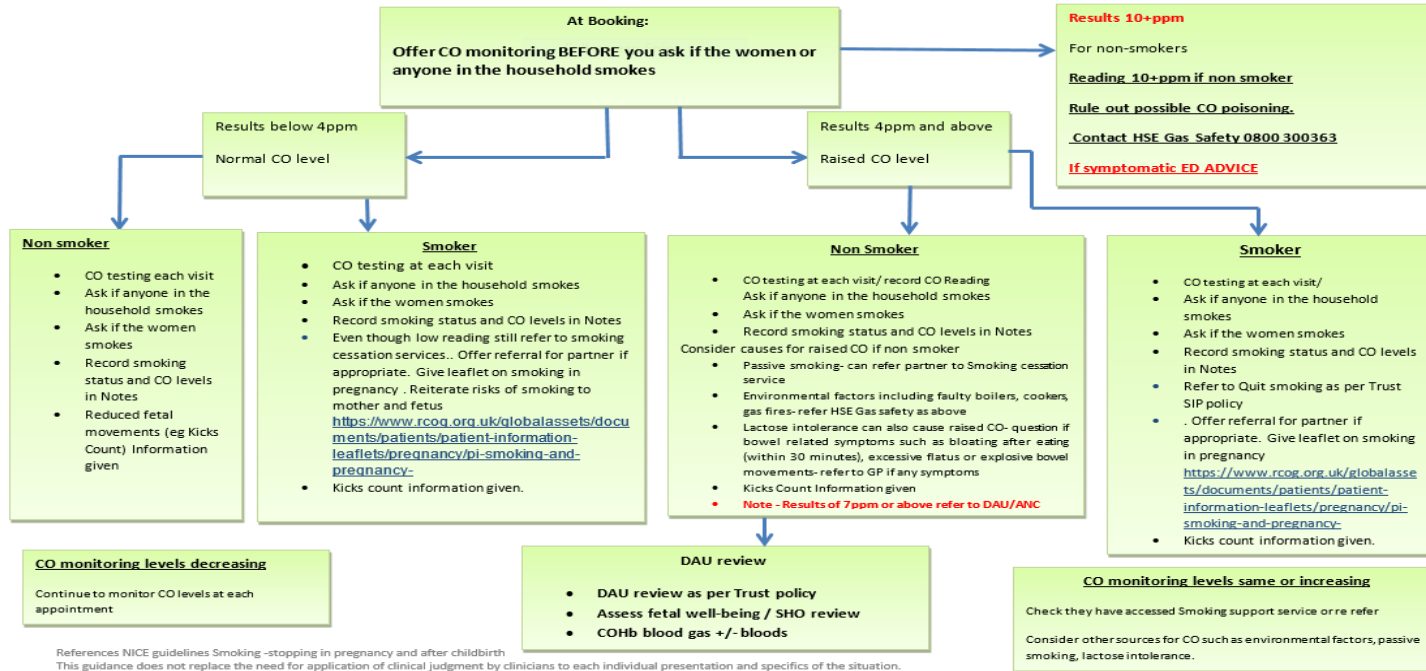 At Booking:
Offer CO monitoring BEFORE you ask if the women or
anyone in the household smokes
Results 10+ppm
For non-smokers
Reading 10+ppm if non smoker
Rule out possible CO poisoning.
Contact HSE Gas Safety 0800 300363
If symptomatic ED ADVICE
Results below 4ppm
Normal CO level
Results 4ppm and above
Raised CO level
Non smoker
• CO testing each visit
• Ask if anyone in the
household smokes
• Ask if the women
smokes
• Record smoking
status and CO levels
in Notes
• Reduced fetal
movements (eg Kicks
Count) Information
given
Smoker
• CO testing at each visit
• Ask if anyone in the household smokes
• Ask if the women smokes
• Record smoking status and CO levels in Notes
• Even though low reading still refer to smoking
cessation services.. Offer referral for partner if
appropriate. Give leaflet on smoking in
pregnancy . Reiterate risks of smoking to
mother and fetus
https://www.rcog.org.uk/globalassets/docu
ments/patients/patient-information-
leaflets/pregnancy/pi-smoking-and-
pregnancy-
• Kicks count information given.
Non Smoker
• CO testing at each visit/ record CO Reading
Ask if anyone in the household smokes
• Ask if the women smokes
• Record smoking status and CO levels in Notes
Consider causes for raised CO if non smoker
• Passive smoking- can refer partner to Smoking cessation
service
• Environmental factors including faulty boilers, cookers,
gas fires- refer HSE Gas safety as above
• Lactose intolerance can also cause raised CO- question if
bowel related symptoms such as bloating after eating
(within 30 minutes), excessive flatus or explosive bowel
movements- refer to GP if any symptoms
• Kicks Count Information given
• Note - Results of 7ppm or above refer to DAU/ANC
Smoker
• CO testing at each visit/
• Ask if anyone in the household
smokes
• Ask if the women smokes
• Record smoking status and CO levels
in Notes
• Refer to Quit smoking as per Trust
SIP policy
• . Offer referral for partner if
appropriate. Give leaflet on smoking
in pregnancy
https://www.rcog.org.uk/globalasse
ts/documents/patients/patient-
information-leaflets/pregnancy/pi-
smoking-and-pregnancy-
• Kicks count information given.
CO monitoring levels decreasing
Continue to monitor CO levels at each
appointment
DAU review
• DAU review as per Trust policy
• Assess fetal well-being / SHO review
• COHb blood gas +/- bloods
CO monitoring levels same or increasing
Check they have accessed Smoking support service or re refer
Consider other sources for CO such as environmental factors, passive
smoking, lactose intolerance.
References NICE guidelines Smoking -stopping in pregnancy and after childbirth
This guidance does not replace the need for application of clinical judgment by clinicians to each individual presentation and specifics of the situation.